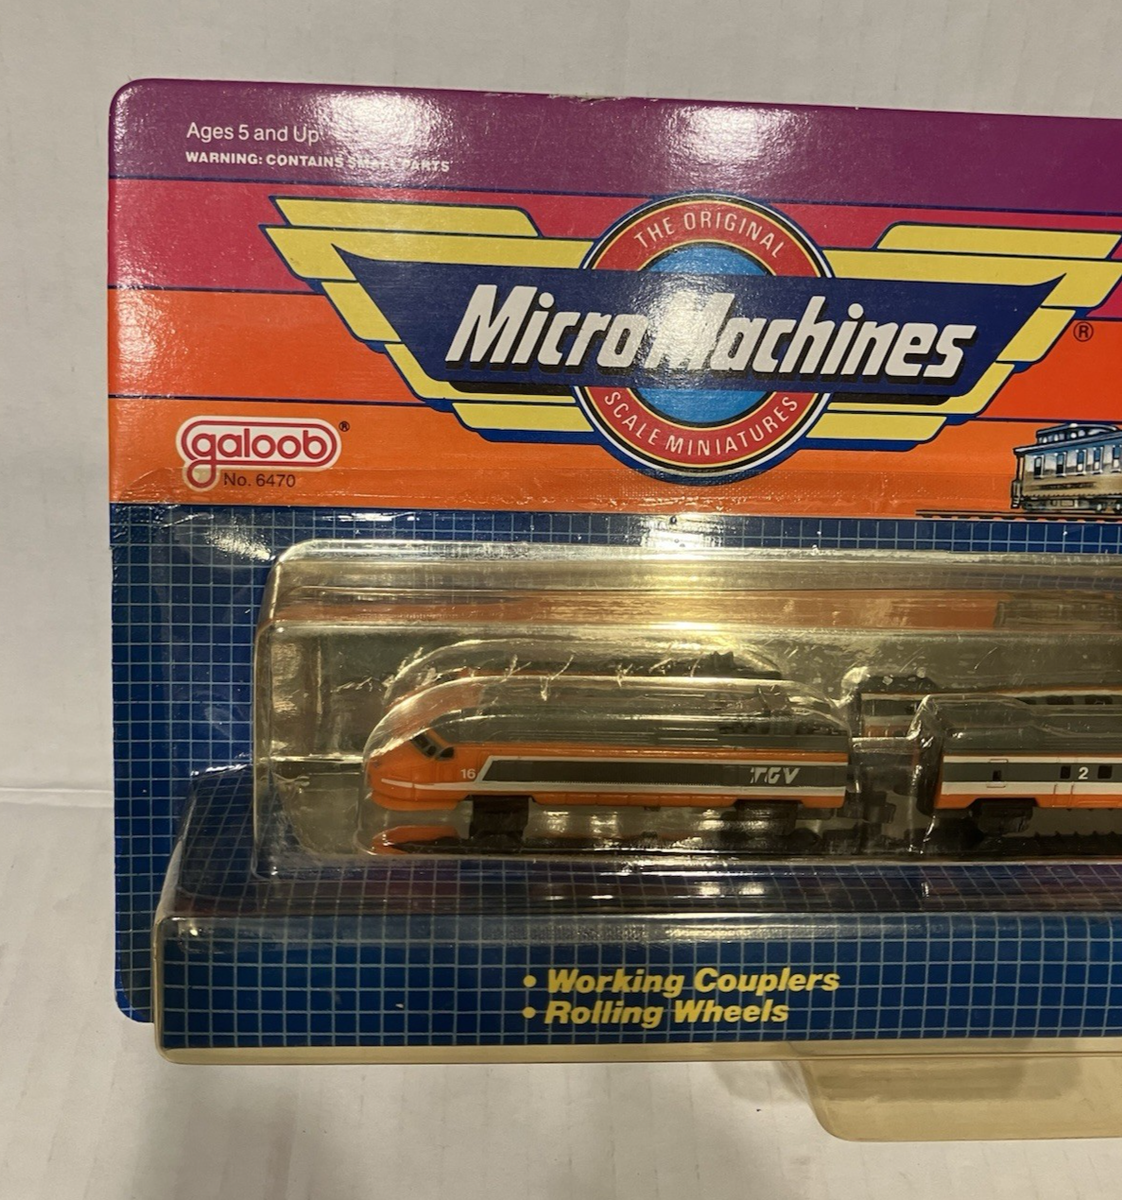 Ages 5 and Up
WARNING: CONTAINS SMALL PARTS
THE ORIGINAL
Micro Machines
®
SCALE MINIATURES
galoob®
No. 6470
16
TGV
2
• Working Couplers
• Rolling Wheels